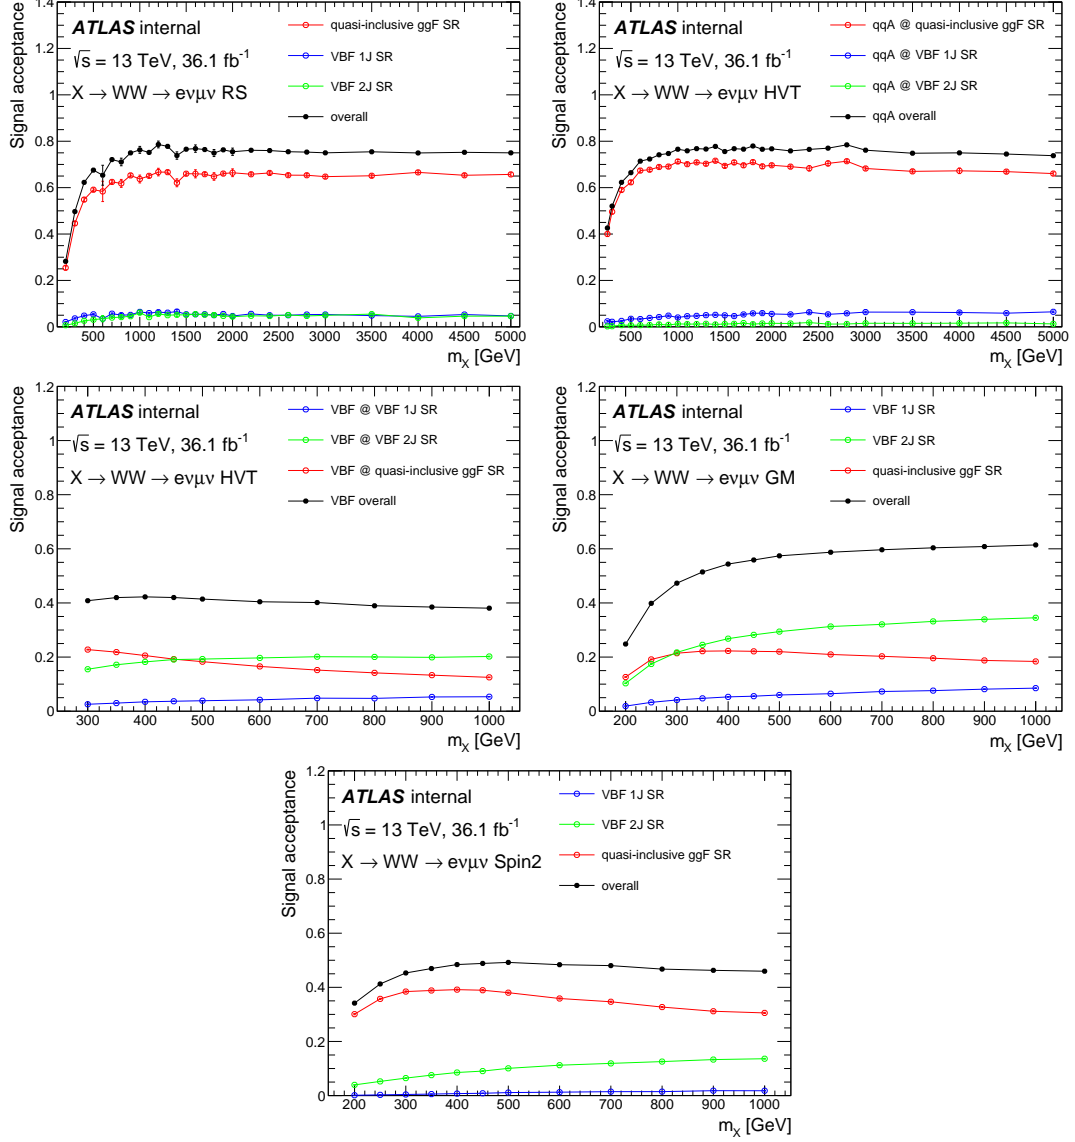 ATLAS internal
√s = 13 TeV, 36.1 fb⁻¹
X → WW → eνμν RS
quasi-inclusive ggF SR
VBF 1J SR
VBF 2J SR
overall
Signal acceptance
1.4
1.2
1
0.8
0.6
0.4
0.2
0
500 1000 1500 2000 2500 3000 3500 4000 4500 5000
m_X [GeV]
ATLAS internal
√s = 13 TeV, 36.1 fb⁻¹
X → WW → eνμν HVT
qqA @ quasi-inclusive ggF SR
qqA @ VBF 1J SR
qqA @ VBF 2J SR
qqA overall
Signal acceptance
1.4
1.2
1
0.8
0.6
0.4
0.2
0
500 1000 1500 2000 2500 3000 3500 4000 4500 5000
m_X [GeV]
ATLAS internal
√s = 13 TeV, 36.1 fb⁻¹
X → WW → eνμν HVT
VBF @ VBF 1J SR
VBF @ VBF 2J SR
VBF @ quasi-inclusive ggF SR
VBF overall
Signal acceptance
1.2
1
0.8
0.6
0.4
0.2
0
300 400 500 600 700 800 900 1000
m_X [GeV]
ATLAS internal
√s = 13 TeV, 36.1 fb⁻¹
X → WW → eνμν GM
VBF 1J SR
VBF 2J SR
quasi-inclusive ggF SR
overall
Signal acceptance
1.2
1
0.8
0.6
0.4
0.2
0
200 300 400 500 600 700 800 900 1000
m_X [GeV]
ATLAS internal
√s = 13 TeV, 36.1 fb⁻¹
X → WW → eνμν Spin2
VBF 1J SR
VBF 2J SR
quasi-inclusive ggF SR
overall
Signal acceptance
1.2
1
0.8
0.6
0.4
0.2
0
200 300 400 500 600 700 800 900 1000
m_X [GeV]